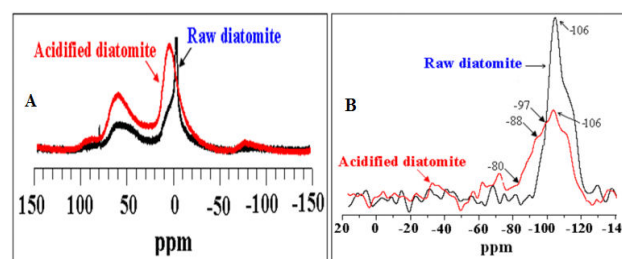 A
Acidified diatomite
Raw diatomite
150 100 50 0 -50 -100 -150
ppm
B
-106
Raw diatomite
-97
-88
-106
-80
Acidified diatomite
20 0 -20 -40 -60 -80 -100 -120 -14
ppm